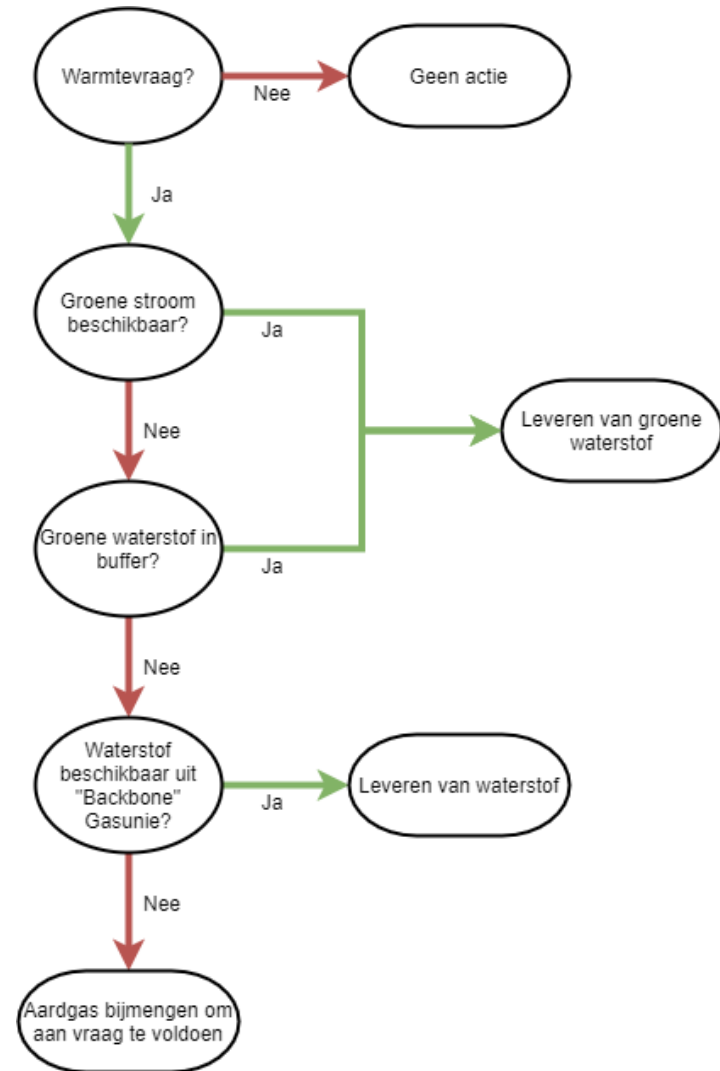 Warmtevraag?
Nee
Geen actie
Ja
Groene stroom
beschikbaar?
Ja
Nee
Leveren van groene
waterstof
Groene waterstof in
buffer?
Ja
Nee
Waterstof
beschikbaar uit
"Backbone"
Gasunie?
Ja
Leveren van waterstof
Nee
Aardgas bijmengen om
aan vraag te voldoen